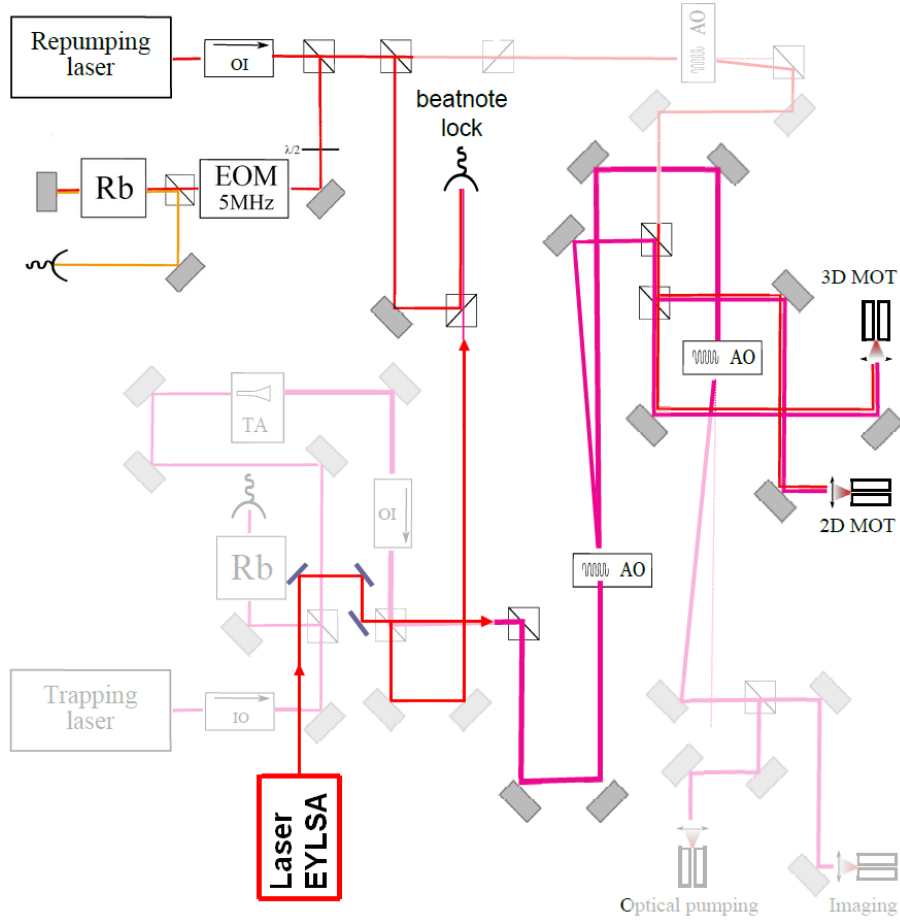 Repumping
laser
OI
AO
beatnote
lock
λ/2
Rb
EOM
5MHz
3D MOT
AO
TA
OI
2D MOT
Rb
AO
Trapping
laser
IO
Laser
EYLSA
Optical pumping
Imaging